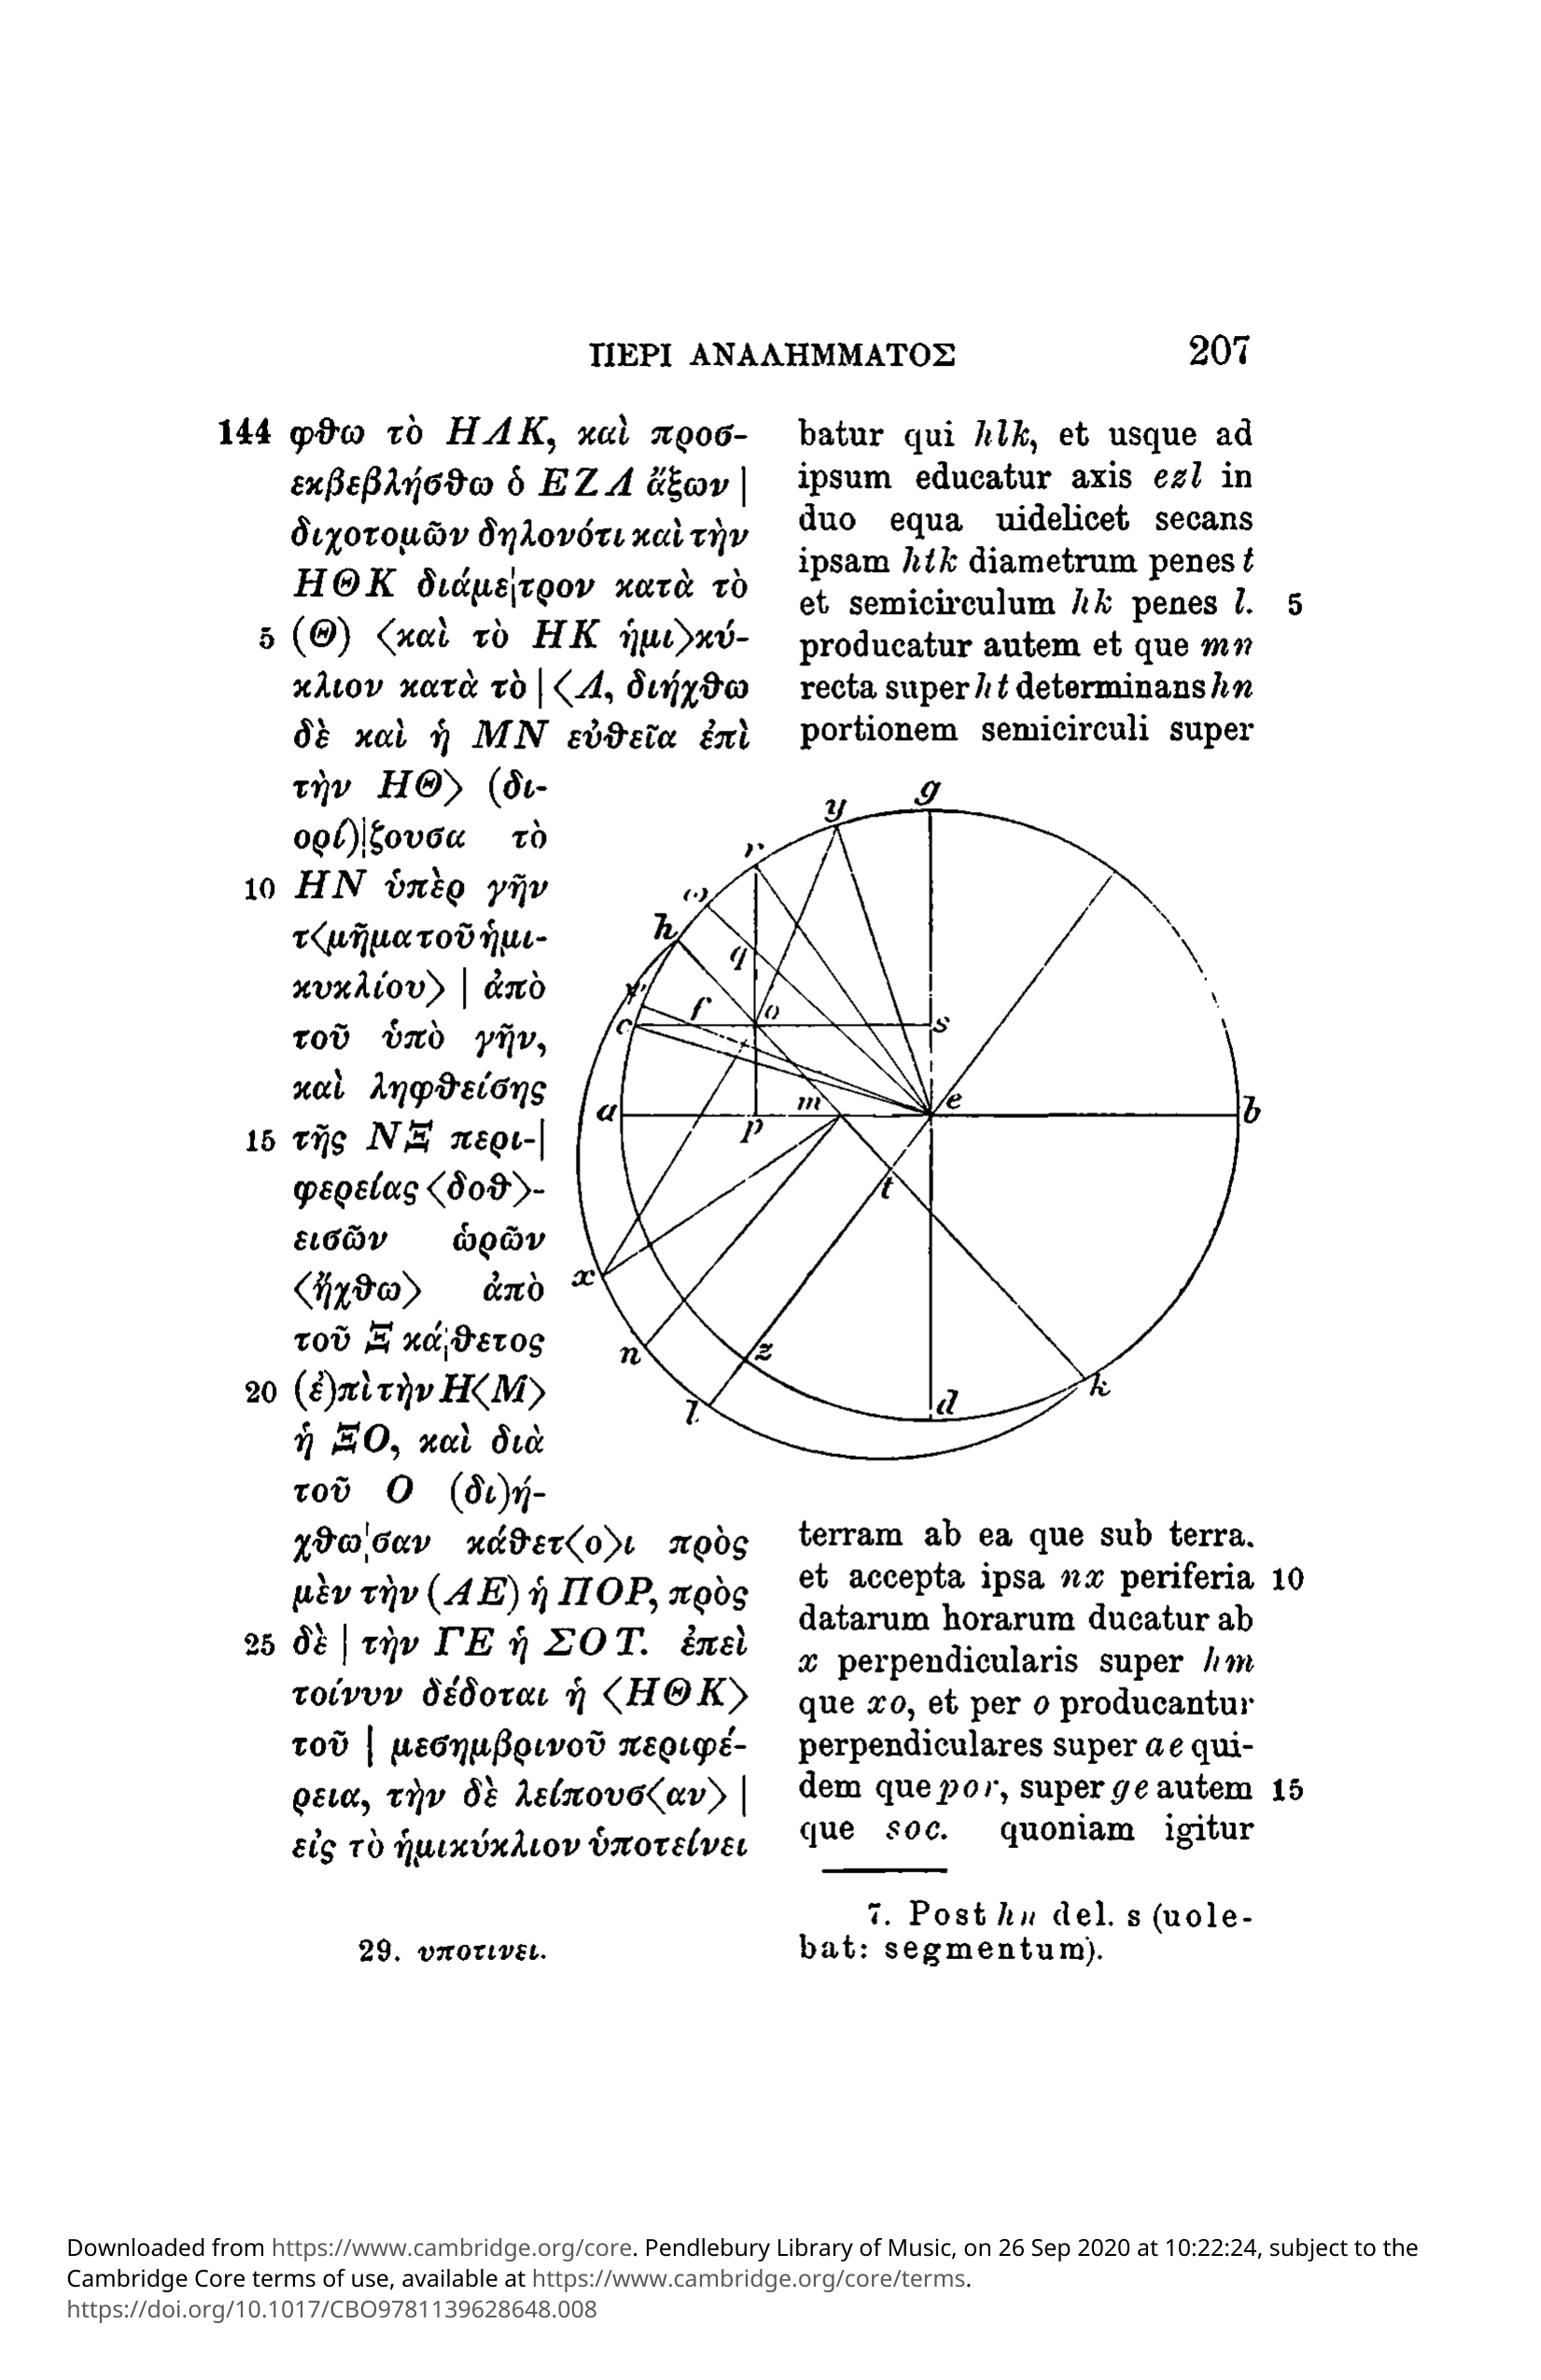 ΠΕΡΙ ΑΝΑΛΗΜΜΑΤΟΣ 207
144 φθω τὸ ΗΛΚ, καὶ προσ-
εκβεβλήσθω ὁ ΕΖΛ ἄξων |
διχοτομῶν δηλονότι καὶ τὴν
ΗΘΚ διάμε|τρον κατὰ τὸ
5 (Θ) 〈καὶ τὸ ΗΚ ἡμι〉κύ-
κλιον κατὰ τὸ | 〈Λ, διήχθω
δὲ καὶ ἡ ΜΝ εὐθεῖα ἐπὶ
τὴν ΗΘ〉 (δι-
ορί)|ζουσα τὸ
10 ΗΝ ὑπὲρ γῆν
τ〈μῆμα τοῦ ἡμι-
κυκλίου〉 | ἀπὸ
τοῦ ὑπὸ γῆν,
καὶ ληφθείσης
15 τῆς ΝΞ περι-|
φερείας 〈δοθ〉-
εισῶν ὡρῶν
〈ἤχθω〉 ἀπὸ
τοῦ Ξ κά|θετος
20 (ἐ)πὶ τὴν Η〈Μ〉
ἡ ΞΟ, καὶ διὰ
τοῦ Ο (δι)ή-
χθω|σαν κάθετ〈ο〉ι πρὸς
μὲν τὴν (ΑΕ) ἡ ΠΟΡ, πρὸς
25 δὲ | τὴν ΓΕ ἡ ΣΟΤ. ἐπεὶ
τοίνυν δέδοται ἡ 〈ΗΘΚ〉
τοῦ | μεσημβρινοῦ περιφέ-
ρεια, τὴν δὲ λείπουσ〈αν〉 |
εἰς τὸ ἡμικύκλιον ὑποτείνει
29. υποτινει.
batur qui hlk, et usque ad
ipsum educatur axis ezl in
duo equa uidelicet secans
ipsam htk diametrum penes t
et semicirculum hk penes l. 5
producatur autem et que mn
recta super ht determinans hn
portionem semicirculi super
g
y
r
ω
h
q
ψ
f
o
c
s
a
m
e
b
p
t
x
n
z
l
d
k
terram ab ea que sub terra.
et accepta ipsa nx periferia 10
datarum horarum ducatur ab
x perpendicularis super hm
que xo, et per o producantur
perpendiculares super ae qui-
dem que por, super ge autem 15
que soc. quoniam igitur
7. Post hn del. s (uole-
bat: segmentum).
Downloaded from https://www.cambridge.org/core. Pendlebury Library of Music, on 26 Sep 2020 at 10:22:24, subject to the
Cambridge Core terms of use, available at https://www.cambridge.org/core/terms.
https://doi.org/10.1017/CBO9781139628648.008